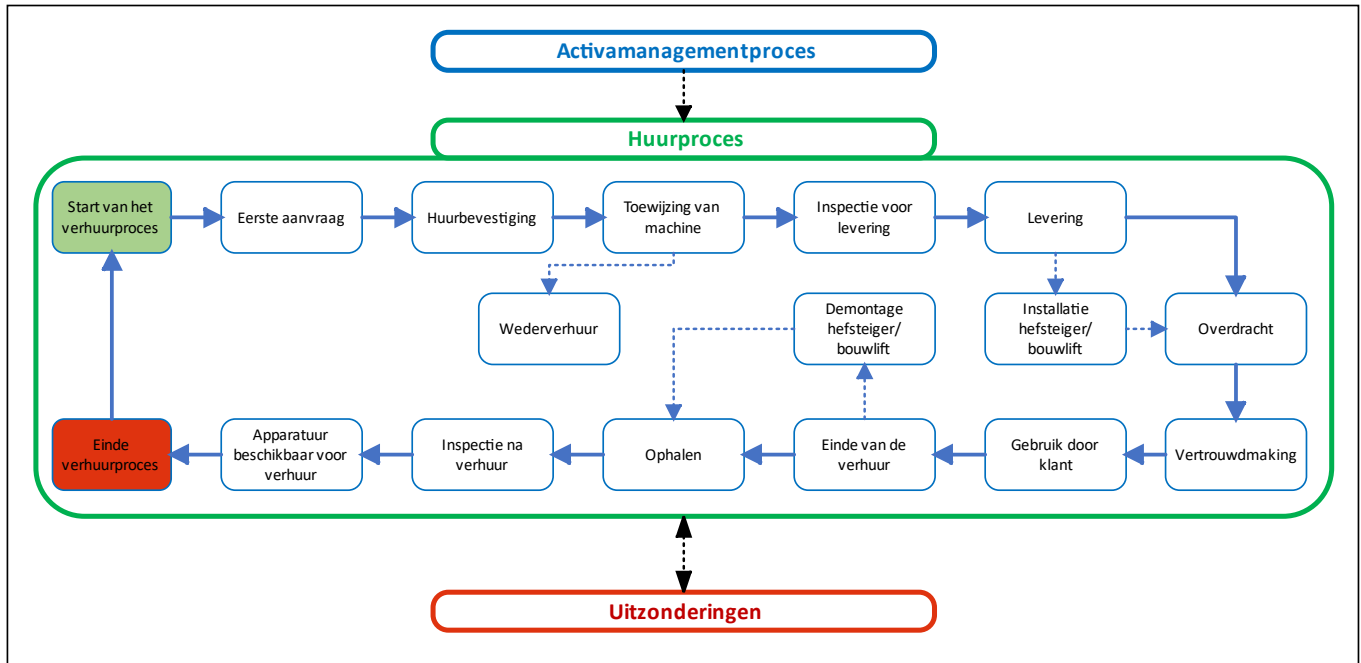 Activamanagementproces
Huurproces
Start van het
verhuurproces
Eerste aanvraag
Huurbevestiging
Toewijzing van
machine
Inspectie voor
levering
Levering
Wederverhuur
Demontage
hefsteiger/
bouwlift
Installatie
hefsteiger/
bouwlift
Overdracht
Einde
verhuurproces
Apparatuur
beschikbaar voor
verhuur
Inspectie na
verhuur
Ophalen
Einde van de
verhuur
Gebruik door
klant
Vertrouwdmaking
Uitzonderingen